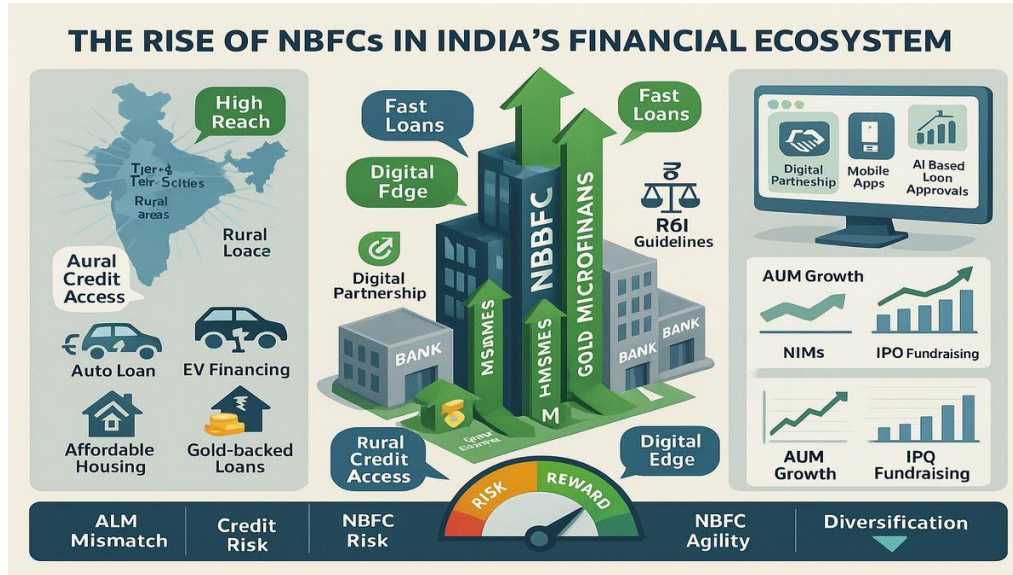 THE RISE OF NBFCs IN INDIA'S FINANCIAL ECOSYSTEM
High
Reach
Rural
areas
Rural
Loace
Aural
Credit
Access
Auto Loan
EV Financing
Affordable
Housing
Gold-backed
Loans
Fast
Loans
Fast
Loans
Digital
Fdge
Digital
Partnership
R6I
Guidelines
NBBFC
GOLD MICROFINANS
HMSMES
M
BANK
BANK
BANK
Rural
Credit
Access
Digital
Edge
RISK
REWARD
Digital
Partneship
Mobile
Apps
AI Based
Loon
Approvals
AUM Growth
NIMs
IPO Fundraising
AUM
Growth
IPQ
Fundraising
ALM
Mismatch
Credit
Risk
NBFC
Risk
NBFC
Agility
Diversification